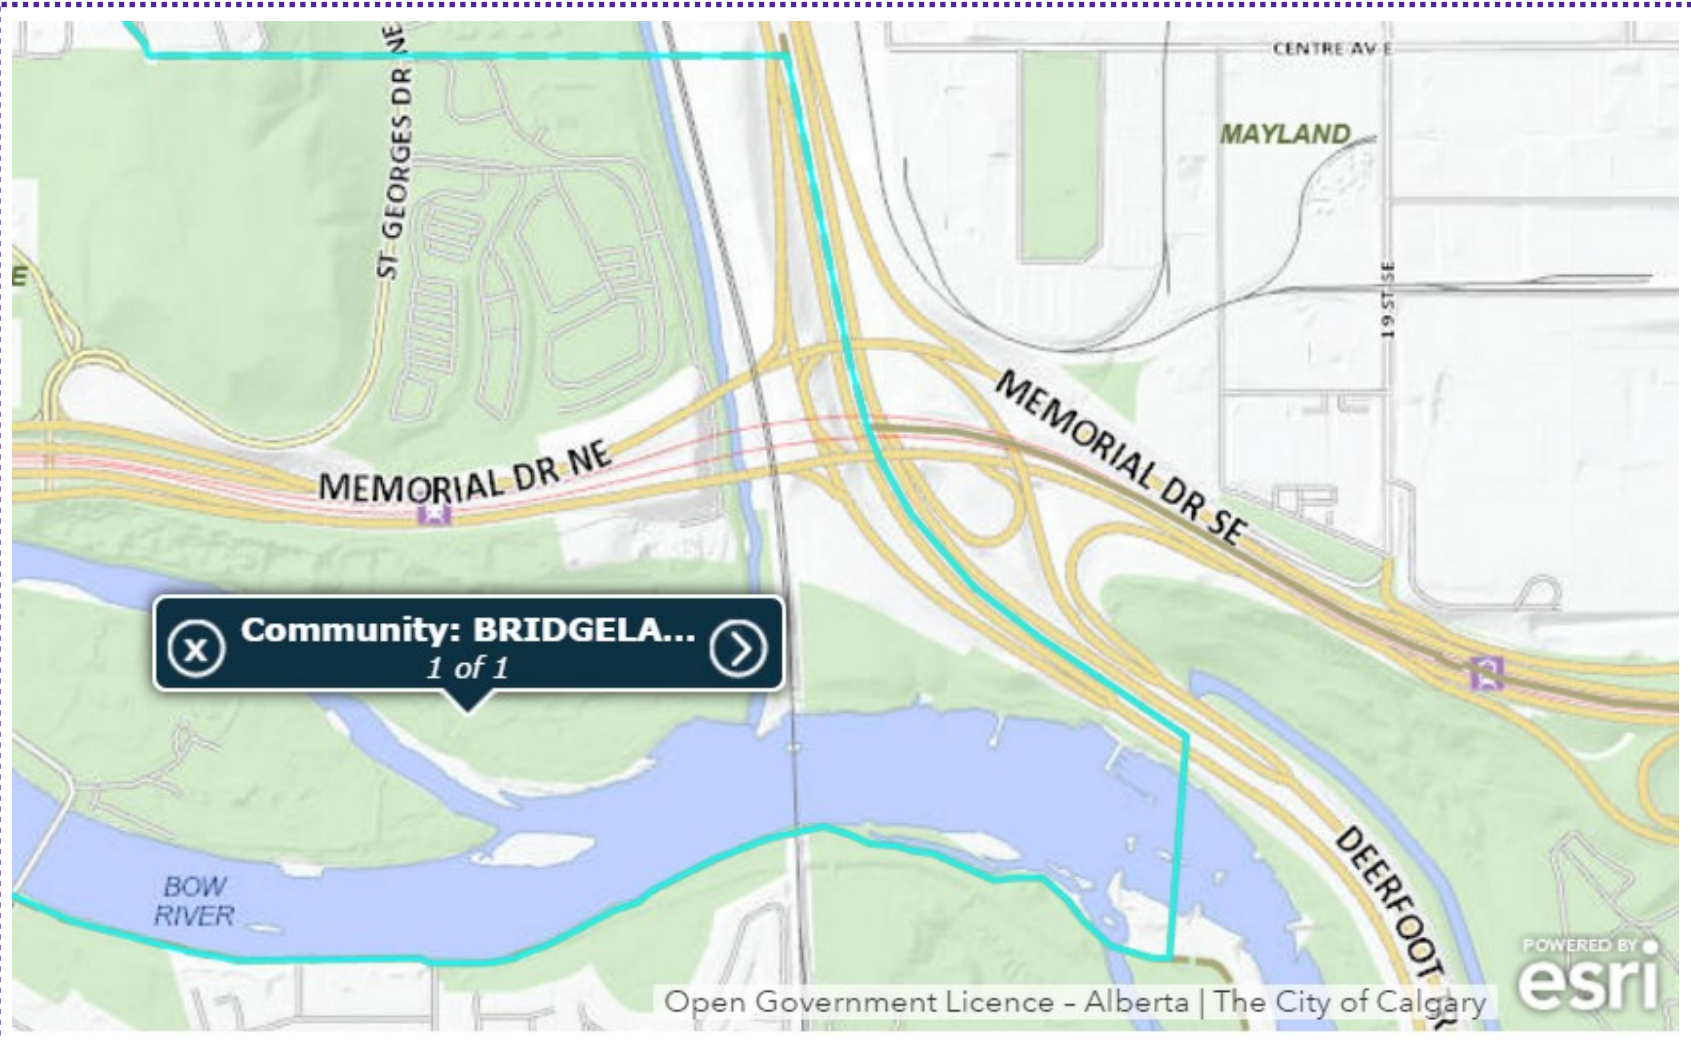 CENTRE AV E
MAYLAND
ST GEORGES DR NE
E
19 ST SE
MEMORIAL DR SE
MEMORIAL DR NE
Community: BRIDGELA...
x
1 of 1
BOW
RIVER
DEERFOOT TR
POWERED BY
esri
Open Government Licence – Alberta | The City of Calgary